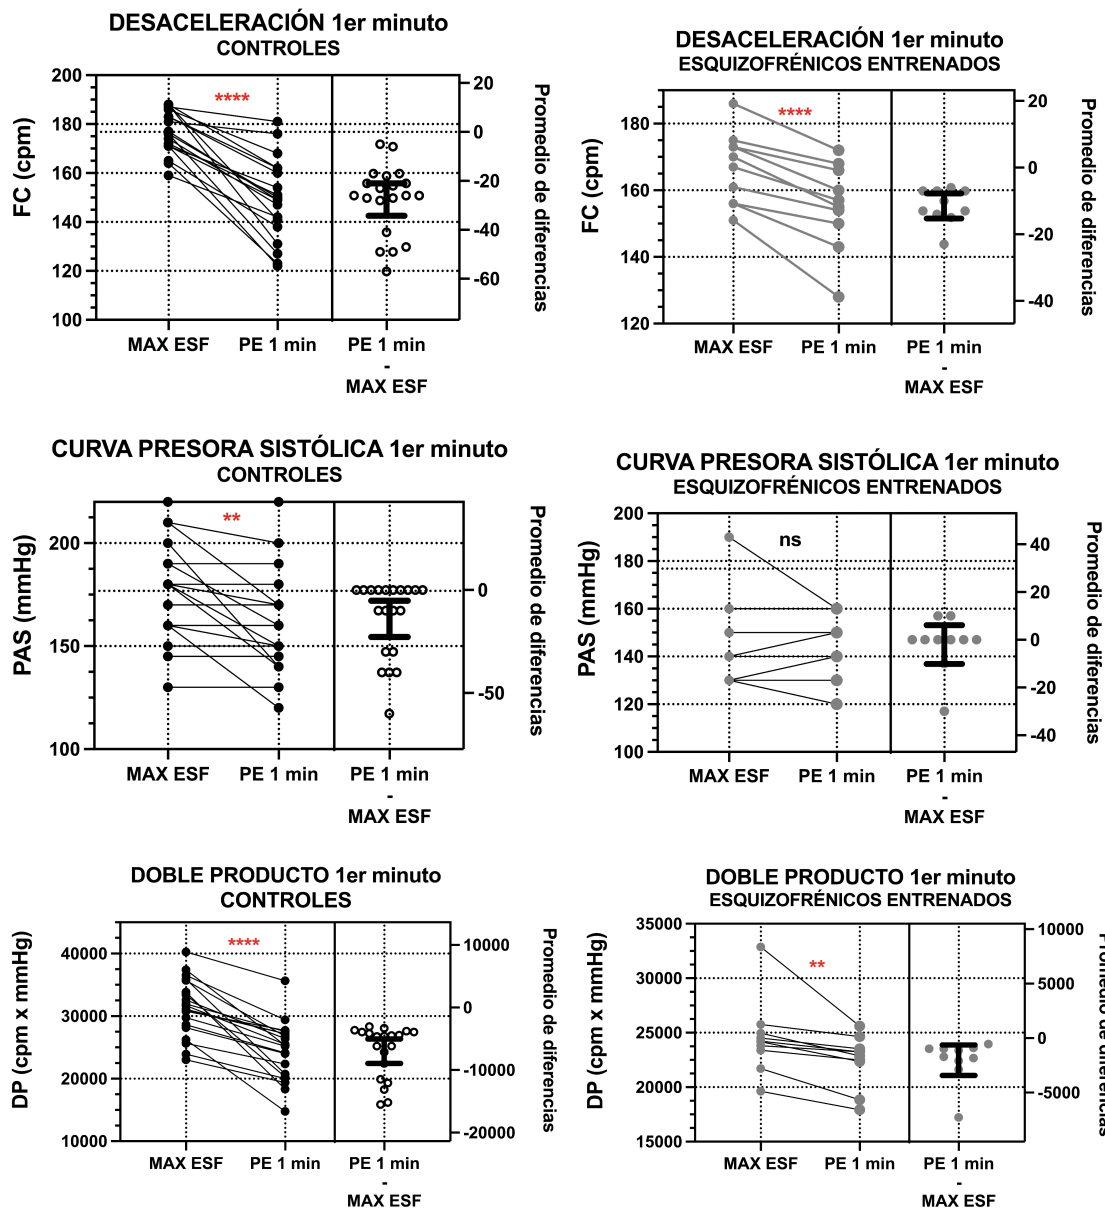 DESACELERACIÓN 1er minuto
CONTROLES
FC (cpm)
200
180
160
140
120
100
****
20
0
-20
-40
-60
Promedio de diferencias
MAX ESF
PE 1 min
PE 1 min
-
MAX ESF
DESACELERACIÓN 1er minuto
ESQUIZOFRÉNICOS ENTRENADOS
FC (cpm)
180
160
140
120
****
20
0
-20
-40
Promedio de diferencias
MAX ESF
PE 1 min
PE 1 min
-
MAX ESF
CURVA PRESORA SISTÓLICA 1er minuto
CONTROLES
PAS (mmHg)
200
150
100
**
0
-50
Promedio de diferencias
MAX ESF
PE 1 min
PE 1 min
-
MAX ESF
CURVA PRESORA SISTÓLICA 1er minuto
ESQUIZOFRÉNICOS ENTRENADOS
PAS (mmHg)
200
180
160
140
120
100
ns
40
20
0
-20
-40
Promedio de diferencias
MAX ESF
PE 1 min
PE 1 min
-
MAX ESF
DOBLE PRODUCTO 1er minuto
CONTROLES
DP (cpm x mmHg)
40000
30000
20000
10000
****
10000
0
-10000
-20000
Promedio de diferencias
MAX ESF
PE 1 min
PE 1 min
-
MAX ESF
DOBLE PRODUCTO 1er minuto
ESQUIZOFRÉNICOS ENTRENADOS
DP (cpm x mmHg)
35000
30000
25000
20000
15000
**
10000
5000
0
-5000
Promedio de diferencias
MAX ESF
PE 1 min
PE 1 min
-
MAX ESF